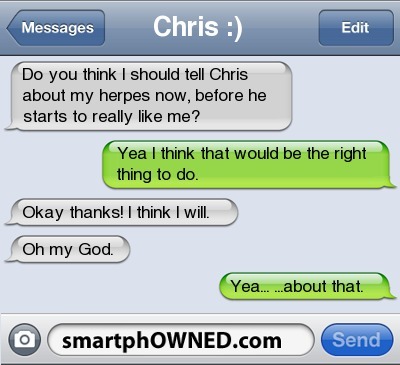 Messages
Chris :)
Edit
Do you think I should tell Chris
about my herpes now, before he
starts to really like me?
Yea I think that would be the right
thing to do.
Okay thanks! I think I will.
Oh my God.
Yea... ...about that.
smartphOWNED.com
Send